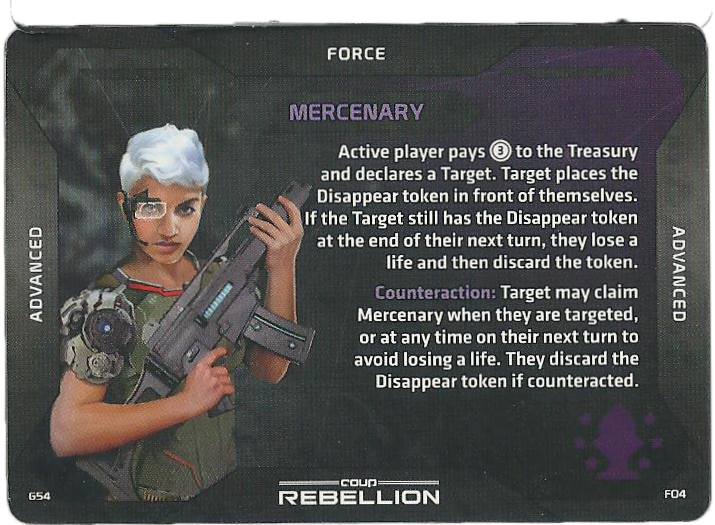 FORCE
MERCENARY
Active player pays 3 to the Treasury
and declares a Target. Target places the
Disappear token in front of themselves.
If the Target still has the Disappear token
at the end of their next turn, they lose a
life and then discard the token.
Counteraction: Target may claim
Mercenary when they are targeted,
or at any time on their next turn to
avoid losing a life. They discard the
Disappear token if counteracted.
ADVANCED
ADVANCED
G54
coup
REBELLION
F04